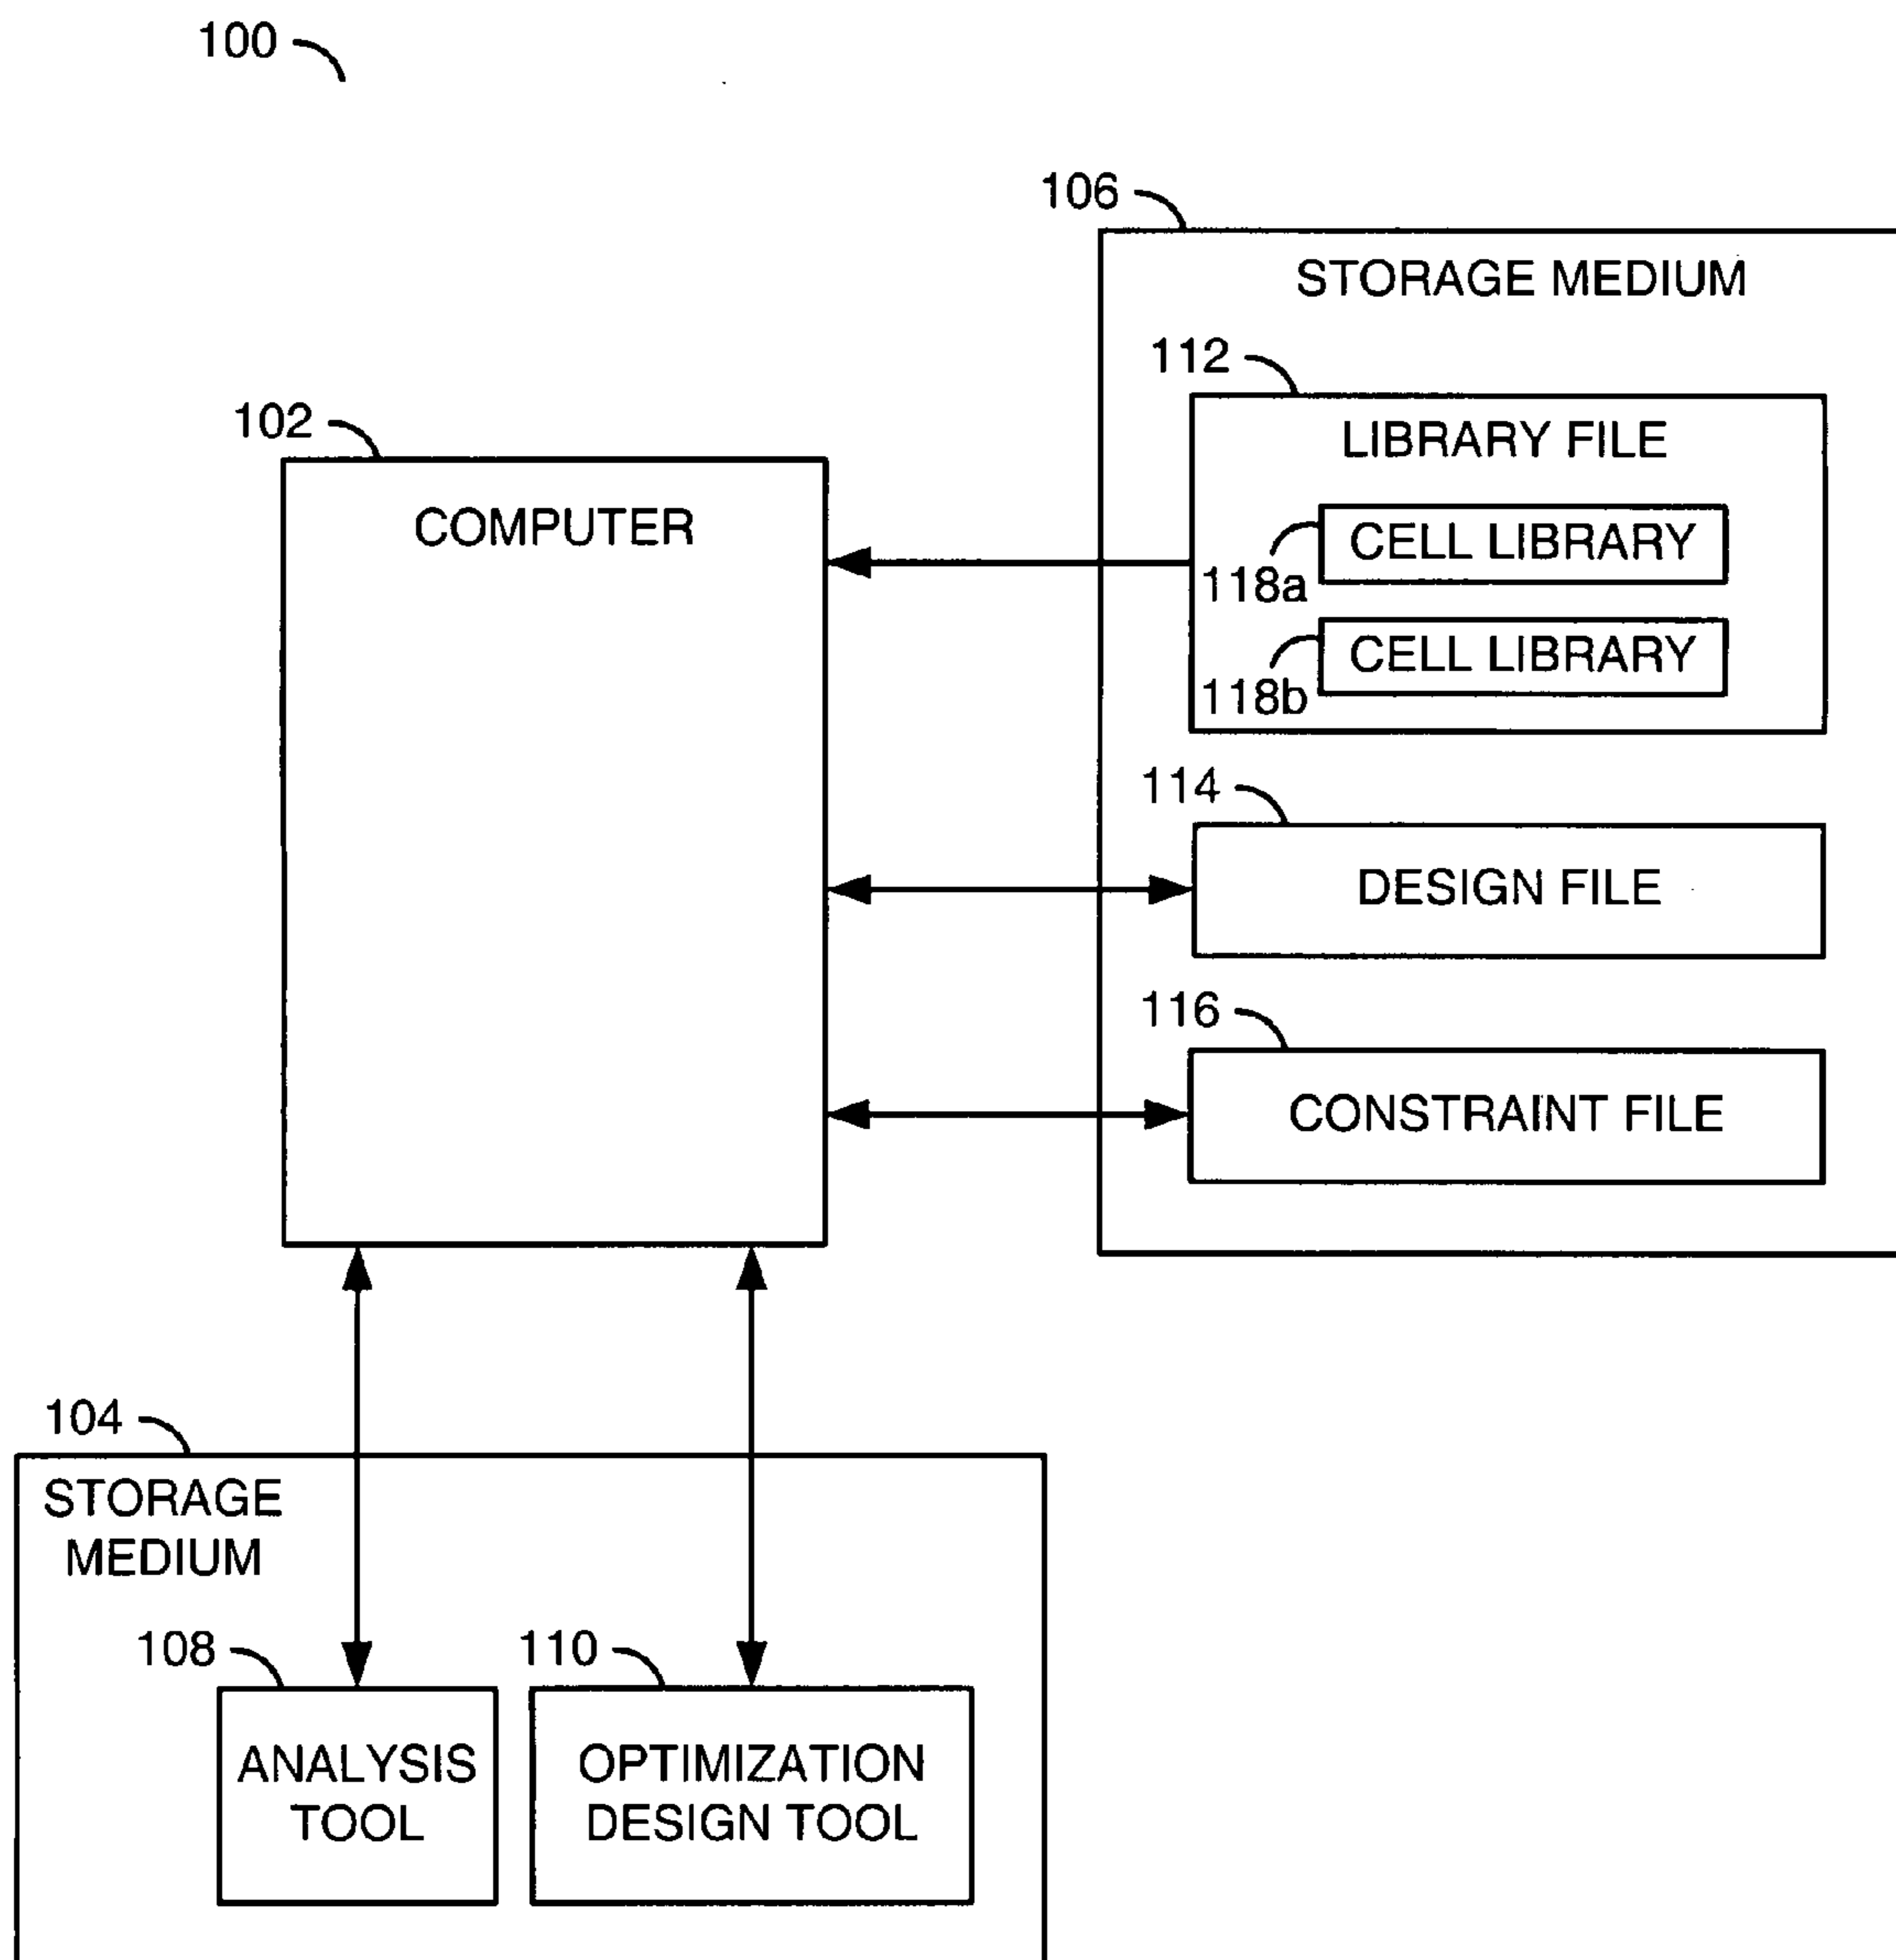 100
106
STORAGE MEDIUM
112
LIBRARY FILE
102
COMPUTER
CELL LIBRARY
118a
CELL LIBRARY
118b
114
DESIGN FILE
116
CONSTRAINT FILE
104
STORAGE
MEDIUM
108
110
ANALYSIS
TOOL
OPTIMIZATION
DESIGN TOOL